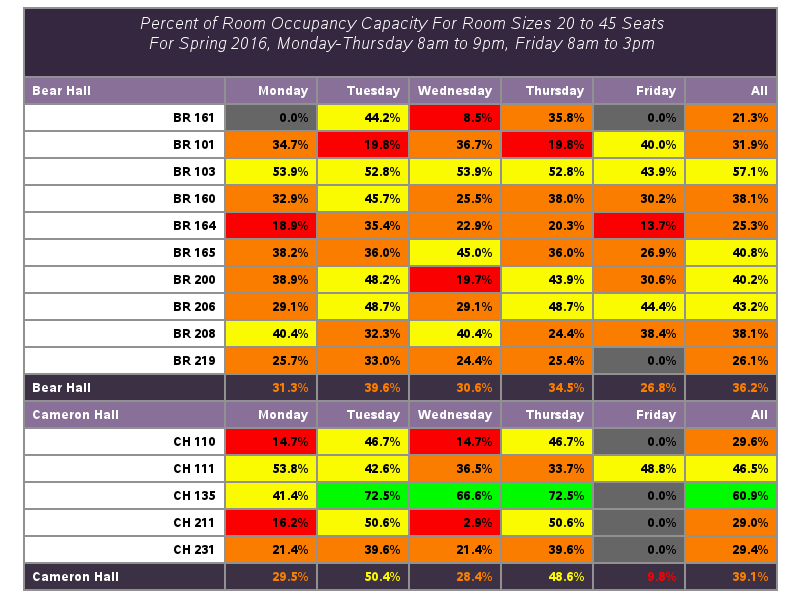 Percent of Room Occupancy Capacity For Room Sizes 20 to 45 Seats
For Spring 2016, Monday-Thursday 8am to 9pm, Friday 8am to 3pm
Bear Hall Monday Tuesday Wednesday Thursday Friday All
BR 161 0.0% 44.2% 8.5% 35.8% 0.0% 21.3%
BR 101 34.7% 19.8% 36.7% 19.8% 40.0% 31.9%
BR 103 53.9% 52.8% 53.9% 52.8% 43.9% 57.1%
BR 160 32.9% 45.7% 25.5% 38.0% 30.2% 38.1%
BR 164 18.9% 35.4% 22.9% 20.3% 13.7% 25.3%
BR 165 38.2% 36.0% 45.0% 36.0% 26.9% 40.8%
BR 200 38.9% 48.2% 19.7% 43.9% 30.6% 40.2%
BR 206 29.1% 48.7% 29.1% 48.7% 44.4% 43.2%
BR 208 40.4% 32.3% 40.4% 24.4% 38.4% 38.1%
BR 219 25.7% 33.0% 24.4% 25.4% 0.0% 26.1%
Bear Hall 31.3% 39.6% 30.6% 34.5% 26.8% 36.2%
Cameron Hall Monday Tuesday Wednesday Thursday Friday All
CH 110 14.7% 46.7% 14.7% 46.7% 0.0% 29.6%
CH 111 53.8% 42.6% 36.5% 33.7% 48.8% 46.5%
CH 135 41.4% 72.5% 66.6% 72.5% 0.0% 60.9%
CH 211 16.2% 50.6% 2.9% 50.6% 0.0% 29.0%
CH 231 21.4% 39.6% 21.4% 39.6% 0.0% 29.4%
Cameron Hall 29.5% 50.4% 28.4% 48.6% 9.8% 39.1%